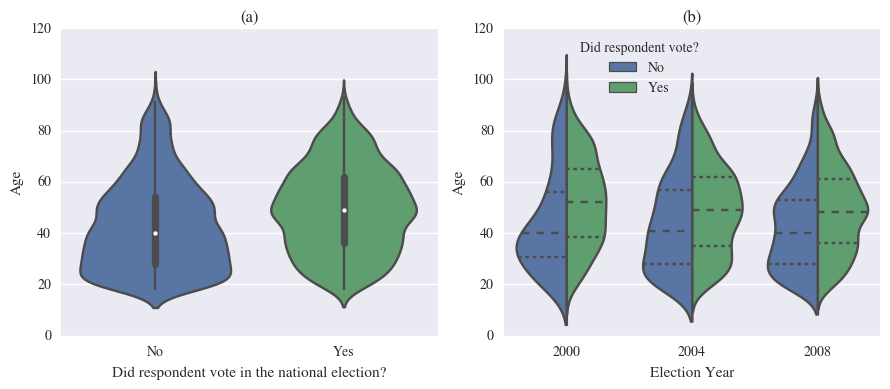 (a)
120
100
80
60
40
20
0
Age
No
Yes
Did respondent vote in the national election?
(b)
120
100
80
60
40
20
0
Age
Did respondent vote?
No
Yes
2000
2004
2008
Election Year